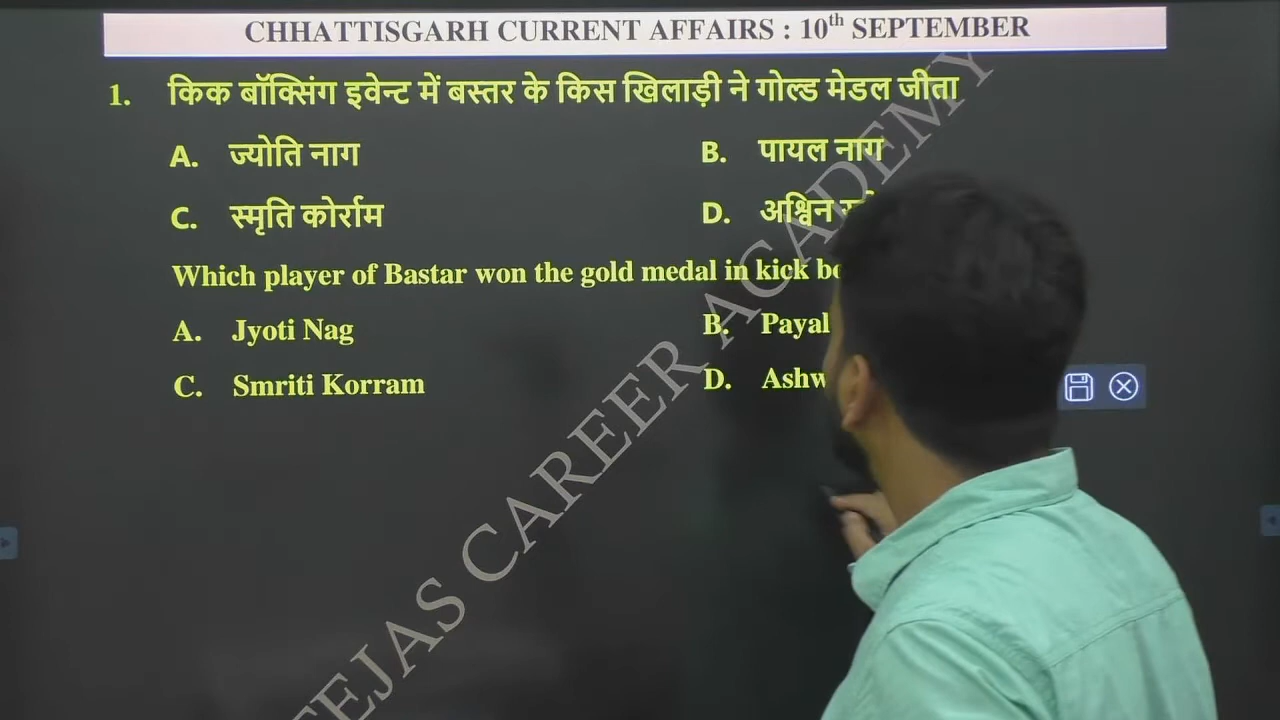 CHHATTISGARH CURRENT AFFAIRS : 10th SEPTEMBER
1. किक बॉक्सिंग इवेन्ट में बस्तर के किस खिलाड़ी ने गोल्ड मेडल जीता
A. ज्योति नाग B. पायल नाग
C. स्मृति कोर्राम D. अश्विन
Which player of Bastar won the gold medal in kick
A. Jyoti Nag B. Payal
C. Smriti Korram D.
TEJAS CAREER ACADEMY